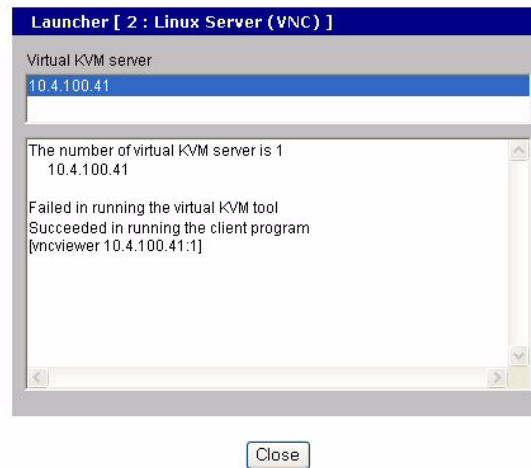 Launcher [ 2 : Linux Server (VNC) ]
Virtual KVM server
10.4.100.41
The number of virtual KVM server is 1
10.4.100.41
Failed in running the virtual KVM tool
Succeeded in running the client program
[vncviewer 10.4.100.41:1]
Close